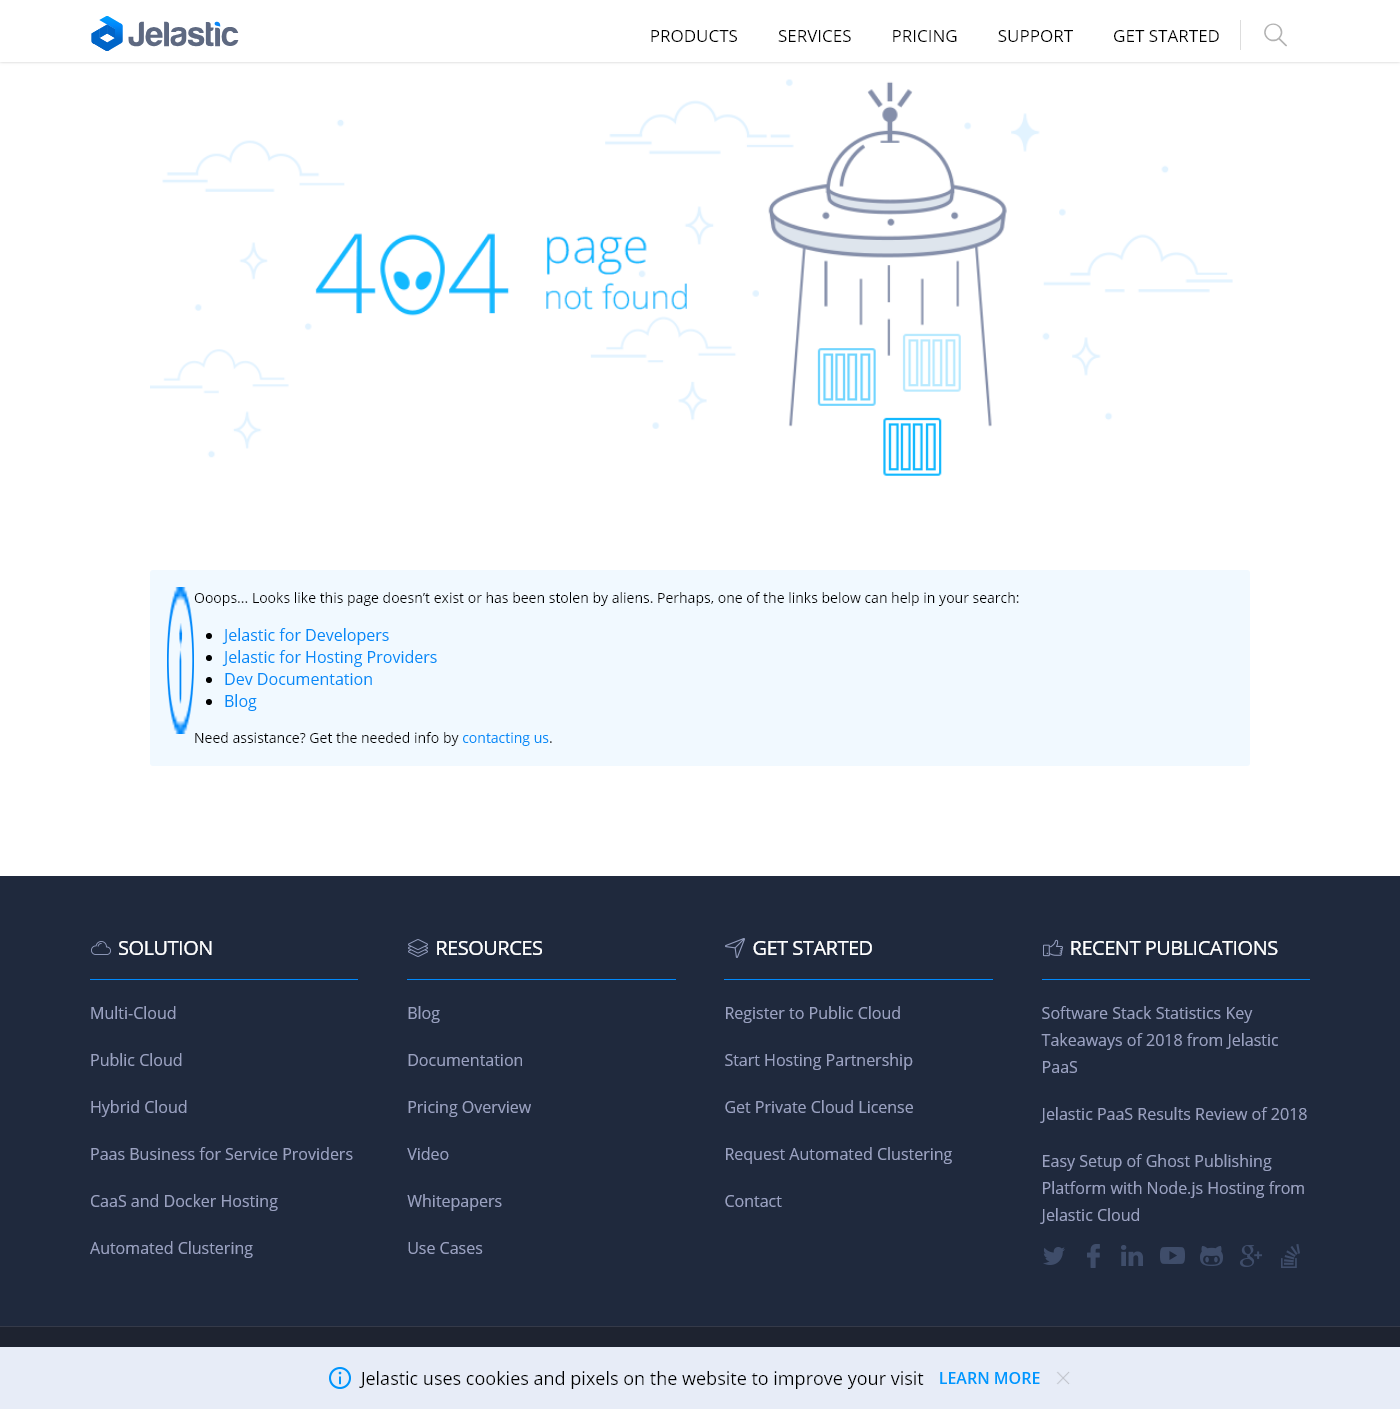 Jelastic
PRODUCTS
SERVICES
PRICING
SUPPORT
GET STARTED
404
page
not found
Ooops... Looks like this page doesn’t exist or has been stolen by aliens. Perhaps, one of the links below can help in your search:
Jelastic for Developers
Jelastic for Hosting Providers
Dev Documentation
Blog
Need assistance? Get the needed info by contacting us.
SOLUTION
Multi-Cloud
Public Cloud
Hybrid Cloud
Paas Business for Service Providers
CaaS and Docker Hosting
Automated Clustering
RESOURCES
Blog
Documentation
Pricing Overview
Video
Whitepapers
Use Cases
GET STARTED
Register to Public Cloud
Start Hosting Partnership
Get Private Cloud License
Request Automated Clustering
Contact
RECENT PUBLICATIONS
Software Stack Statistics Key
Takeaways of 2018 from Jelastic
PaaS
Jelastic PaaS Results Review of 2018
Easy Setup of Ghost Publishing
Platform with Node.js Hosting from
Jelastic Cloud
Jelastic uses cookies and pixels on the website to improve your visit LEARN MORE